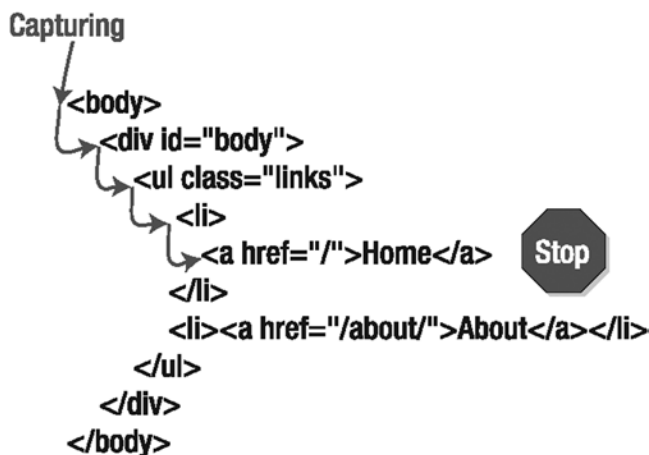 Capturing
<body>
<div id="body">
<ul class="links">
<li>
<a href="/">Home</a>
Stop
</li>
<li><a href="/about/">About</a></li>
</ul>
</div>
</body>